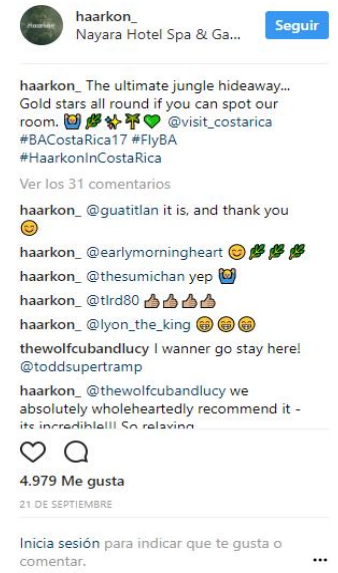 haarkon_
Nayara Hotel Spa & Ga...
Seguir
haarkon_ The ultimate jungle hideaway...
Gold stars all round if you can spot our
room. 🙌🌿✨🌴💚 @visit_costarica
#BACostaRica17 #FlyBA
#HaarkonInCostaRica
Ver los 31 comentarios
haarkon_ @guatitlan it is, and thank you
😊
haarkon_ @earlymorningheart 😊🌿🌿🌿
haarkon_ @thesumichan yep 🙌
haarkon_ @tlrd80 👍🏽👍🏽👍🏽👍🏽
haarkon_ @lyon_the_king 😁😁😁
thewolfcubandlucy I wanner go stay here!
@toddsupertramp
haarkon_ @thewolfcubandlucy we
absolutely wholeheartedly recommend it -
its incredible!!! So relaxing
4.979 Me gusta
21 DE SEPTIEMBRE
Inicia sesión para indicar que te gusta o
comentar.